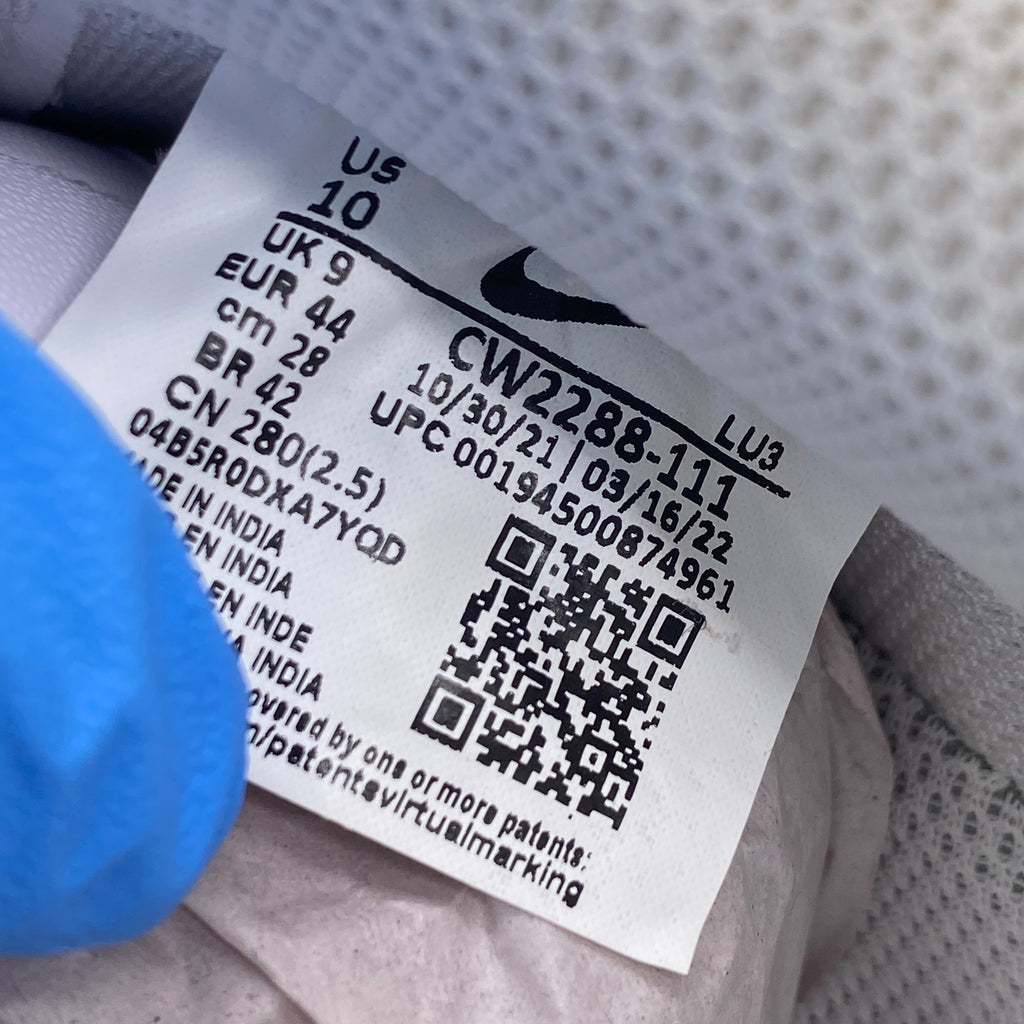 US
10
UK 9
EUR 44
cm 28
BR 42
CN 280(2.5)
04B5R0DXA7YQD
ADE IN INDIA
EN INDIA
EN INDE
A INDIA
overed by one or more patents:
/patentsvirtualmarking
LU3
CW2288-111
10/30/21 | 03/16/22
UPC 00194500874961